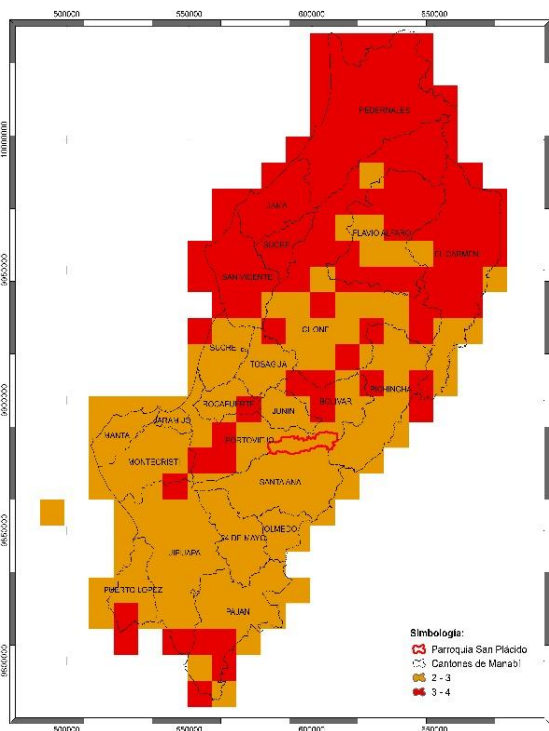 500000 550000 600000 650000
PEDERNALES
JAMA
SUCRE
FLAVIO ALFARO
EL CARMEN
SAN VICENTE
CHONE
SUCRE
TOSAGUA
PICHINCHA
ROCAFUERTE
BOLIVAR
JUNIN
JARAMIJO
MANTA
PORTOVIEJO
MONTECRISTI
SANTA ANA
OLMEDO
24 DE MAYO
JIPIJAPA
PUERTO LOPEZ
PAJAN
Simbología:
Parroquia San Plácido
Cantones de Manabí
2 - 3
3 - 4
500000 550000 600000 650000